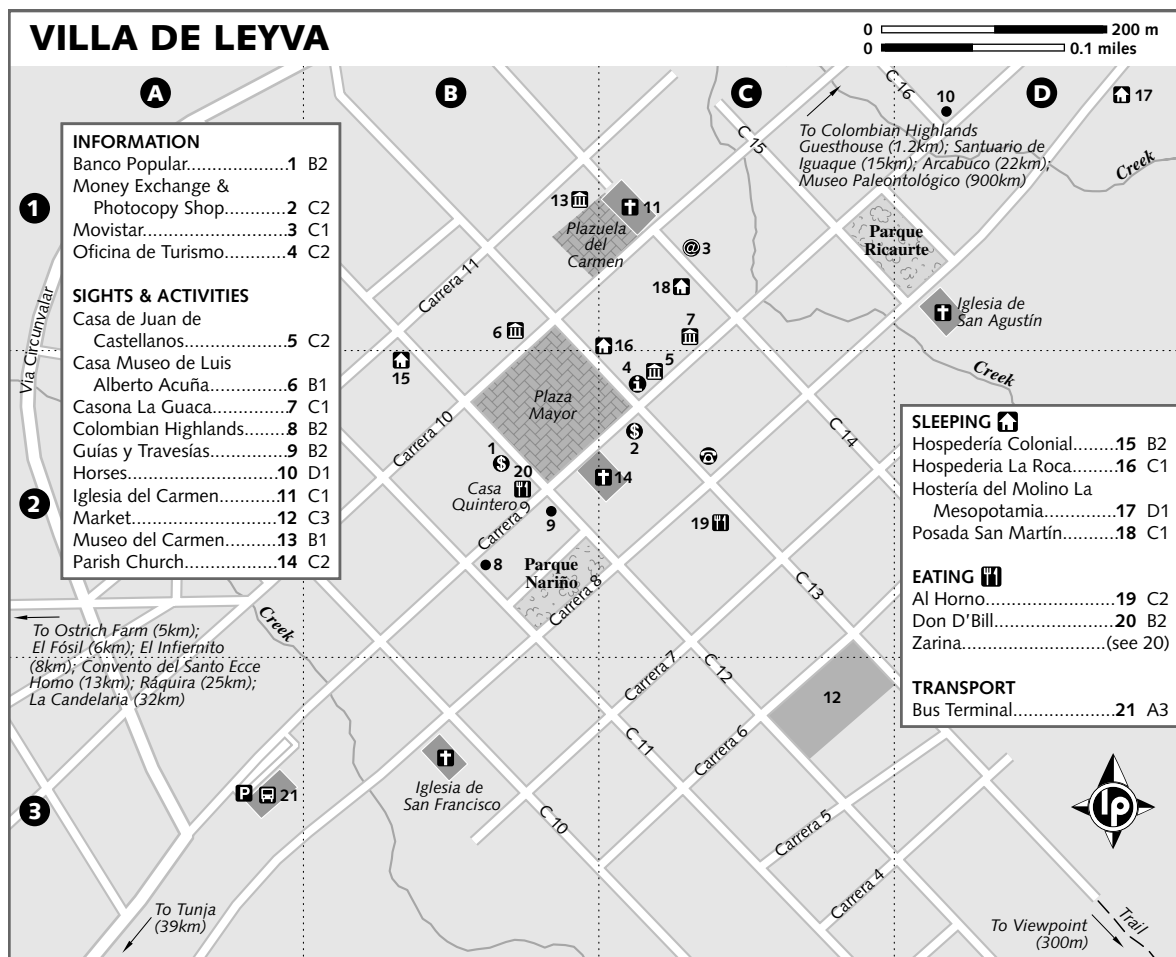 VILLA DE LEYVA
0 200 m
0 0.1 miles
A
B
C
D
1
2
3
INFORMATION
Banco Popular....................1 B2
Money Exchange &
Photocopy Shop............2 C2
Movistar............................3 C1
Oficina de Turismo............4 C2
SIGHTS & ACTIVITIES
Casa de Juan de
Castellanos....................5 C2
Casa Museo de Luis
Alberto Acuña...............6 B1
Casona La Guaca...............7 C1
Colombian Highlands........8 B2
Guías y Travesías...............9 B2
Horses.............................10 D1
Iglesia del Carmen...........11 C1
Market.............................12 C3
Museo del Carmen..........13 B1
Parish Church..................14 C2
SLEEPING
Hospedería Colonial......15 B2
Hospederia La Roca.......16 C1
Hostería del Molino La
Mesopotamia............17 D1
Posada San Martín.........18 C1
EATING
Al Horno........................19 C2
Don D'Bill......................20 B2
Zarina............................(see 20)
TRANSPORT
Bus Terminal..................21 A3
C 16
10
17
To Colombian Highlands
Guesthouse (1.2km); Santuario de
Iguaque (15km); Arcabuco (22km);
Museo Paleontológico (900km)
Creek
C 15
13
11
Plazuela
del
Carmen
3
Parque
Ricaurte
18
Carrera 11
Iglesia de
San Agustín
7
6
16
Via Circunvalar
15
4
5
Creek
Plaza
Mayor
Carrera 10
2
C 14
1
20
14
Casa
Quintero
Carrera 9
9
19
8
Parque
Nariño
Carrera 8
C 13
Creek
To Ostrich Farm (5km);
El Fósil (6km); El Infiernito
(8km); Convento del Santo Ecce
Homo (13km); Ráquira (25km);
La Candelaria (32km)
Carrera 7
C 12
12
Carrera 6
C 11
Iglesia de
San Francisco
P
21
C 10
Carrera 5
Carrera 4
lp
To Tunja
(39km)
To Viewpoint
(300m)
Trail